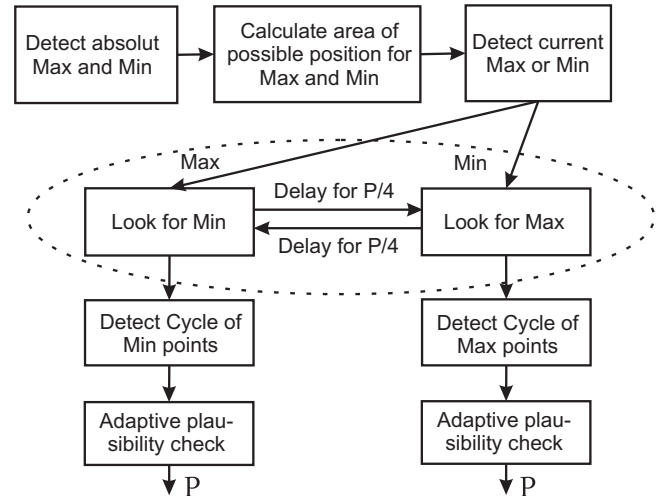 Detect absolut
Max and Min
Calculate area of
possible position for
Max and Min
Detect current
Max or Min
Max
Min
Look for Min
Delay for P/4
Delay for P/4
Look for Max
Detect Cycle of
Min points
Detect Cycle of
Max points
Adaptive plau-
sibility check
Adaptive plau-
sibility check
P
P